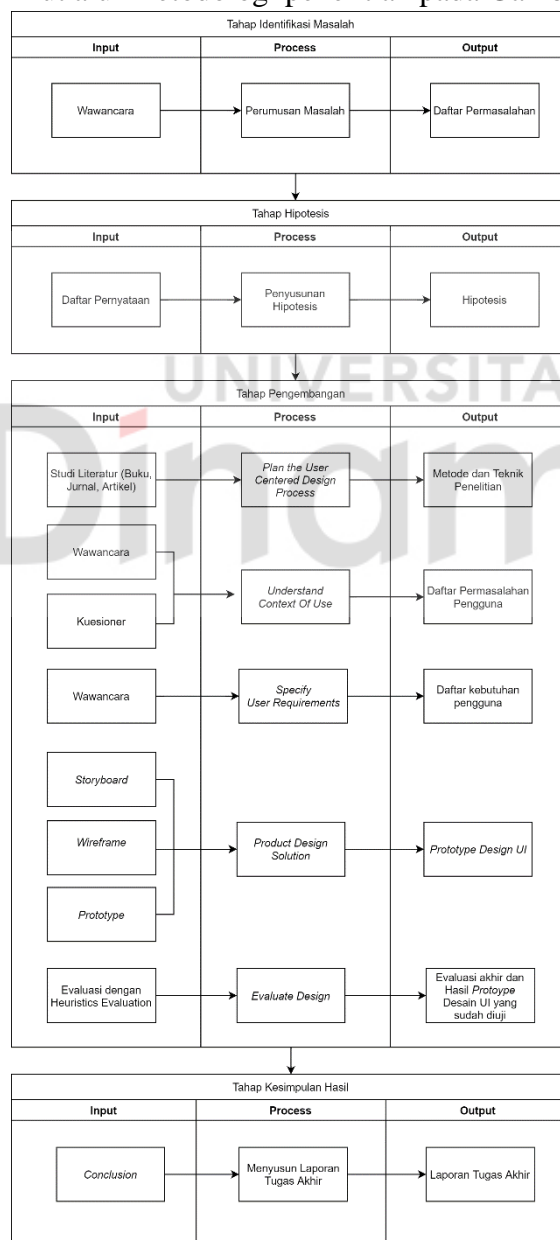 Tahap Identifikasi Masalah
Input Process Output
Wawancara Perumusan Masalah Daftar Permasalahan
Tahap Hipotesis
Input Process Output
Daftar Pernyataan
Penyusunan
Hipotesis
Hipotesis
UNIVERSITA
Dinam
Tahap Pengembangan
Input Process Output
Studi Literatur (Buku,
Jurnal, Artikel)
Plan the User
Centered Design
Process
Metode dan Teknik
Penelitian
Wawancara
Kuesioner
Understand
Context Of Use
Daftar Permasalahan
Pengguna
Wawancara
Specify
User Requirements
Daftar kebutuhan
pengguna
Storyboard
Wireframe
Prototype
Product Design
Solution
Prototype Design UI
Evaluasi dengan
Heuristics Evaluation
Evaluate Design
Evaluasi akhir dan
Hasil Protoype
Desain UI yang
sudah diuji
Tahap Kesimpulan Hasil
Input Process Output
Conclusion
Menyusun Laporan
Tugas Akhir
Laporan Tugas Akhir